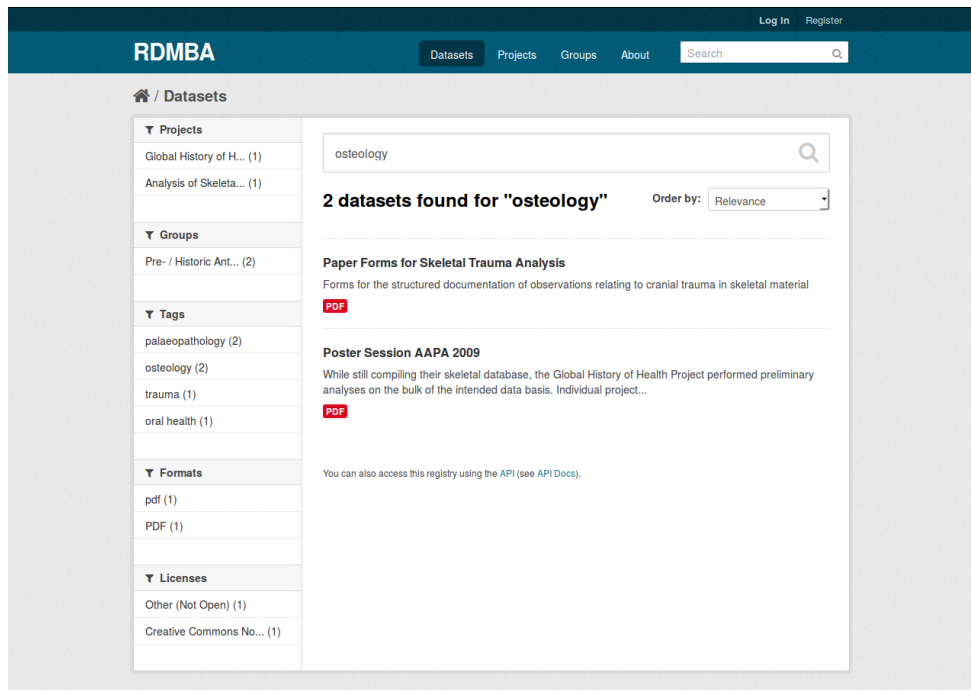 Log In Register
RDMBA Datasets Projects Groups About Search
/ Datasets
Projects
Global History of H... (1)
Analysis of Skeleta... (1)
Groups
Pre- / Historic Ant... (2)
Tags
palaeopathology (2)
osteology (2)
trauma (1)
oral health (1)
Formats
pdf (1)
PDF (1)
Licenses
Other (Not Open) (1)
Creative Commons No... (1)
osteology
2 datasets found for "osteology" Order by: Relevance
Paper Forms for Skeletal Trauma Analysis
Forms for the structured documentation of observations relating to cranial trauma in skeletal material
PDF
Poster Session AAPA 2009
While still compiling their skeletal database, the Global History of Health Project performed preliminary
analyses on the bulk of the intended data basis. Individual project...
PDF
You can also access this registry using the API (see API Docs).